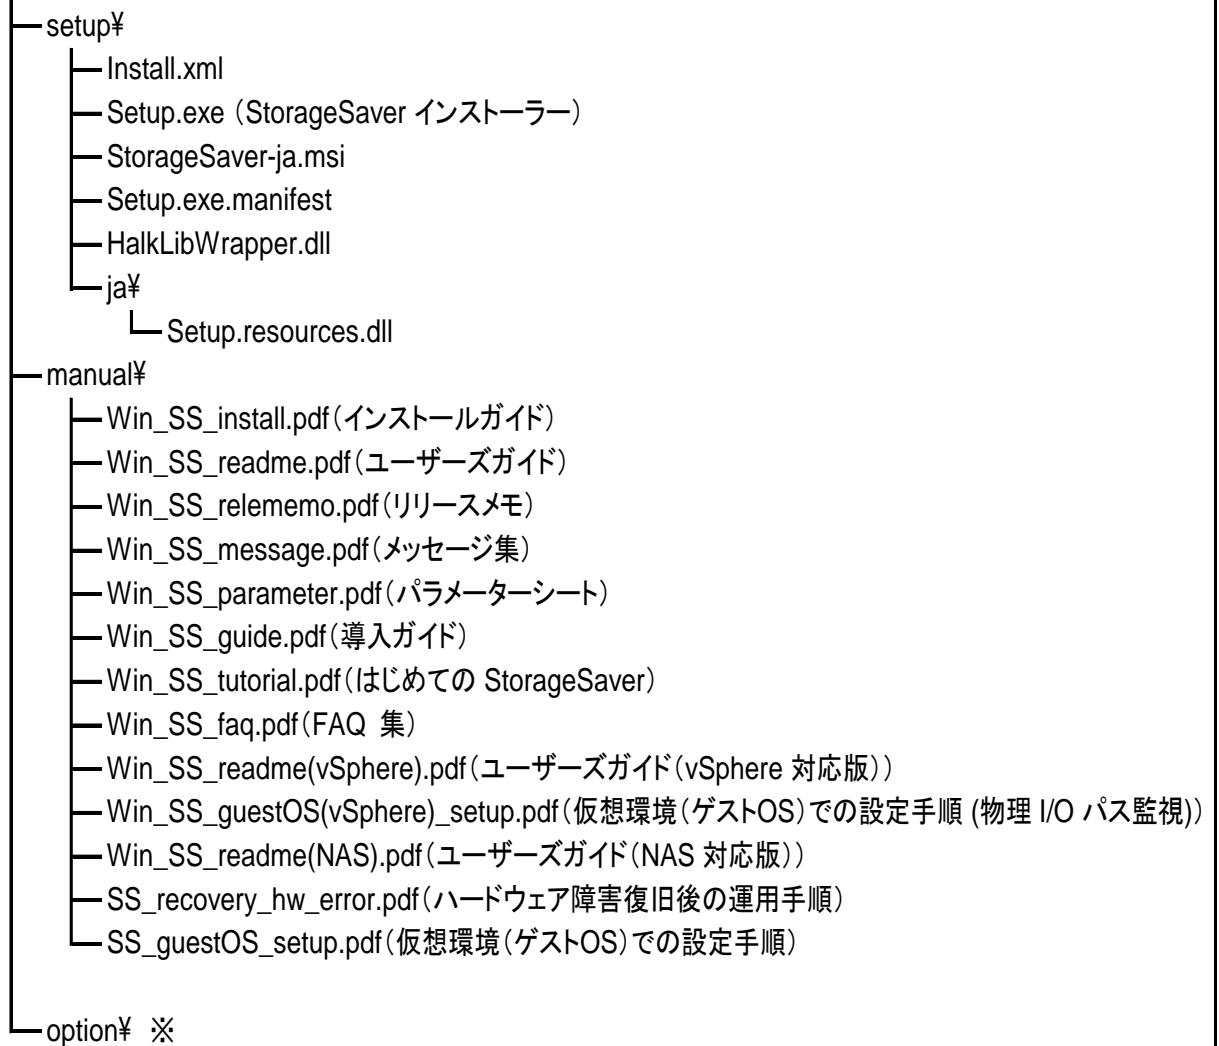 setup¥
Install.xml
Setup.exe（StorageSaver インストーラー）
StorageSaver-ja.msi
Setup.exe.manifest
HalkLibWrapper.dll
ja¥
Setup.resources.dll
manual¥
Win_SS_install.pdf（インストールガイド）
Win_SS_readme.pdf（ユーザーズガイド）
Win_SS_relememo.pdf（リリースメモ）
Win_SS_message.pdf（メッセージ集）
Win_SS_parameter.pdf（パラメーターシート）
Win_SS_guide.pdf（導入ガイド）
Win_SS_tutorial.pdf（はじめての StorageSaver）
Win_SS_faq.pdf（FAQ 集）
Win_SS_readme(vSphere).pdf（ユーザーズガイド（vSphere 対応版））
Win_SS_guestOS(vSphere)_setup.pdf（仮想環境（ゲストOS）での設定手順 (物理 I/O パス監視)）
Win_SS_readme(NAS).pdf（ユーザーズガイド（NAS 対応版））
SS_recovery_hw_error.pdf（ハードウェア障害復旧後の運用手順）
SS_guestOS_setup.pdf（仮想環境（ゲストOS）での設定手順）
option¥ ※